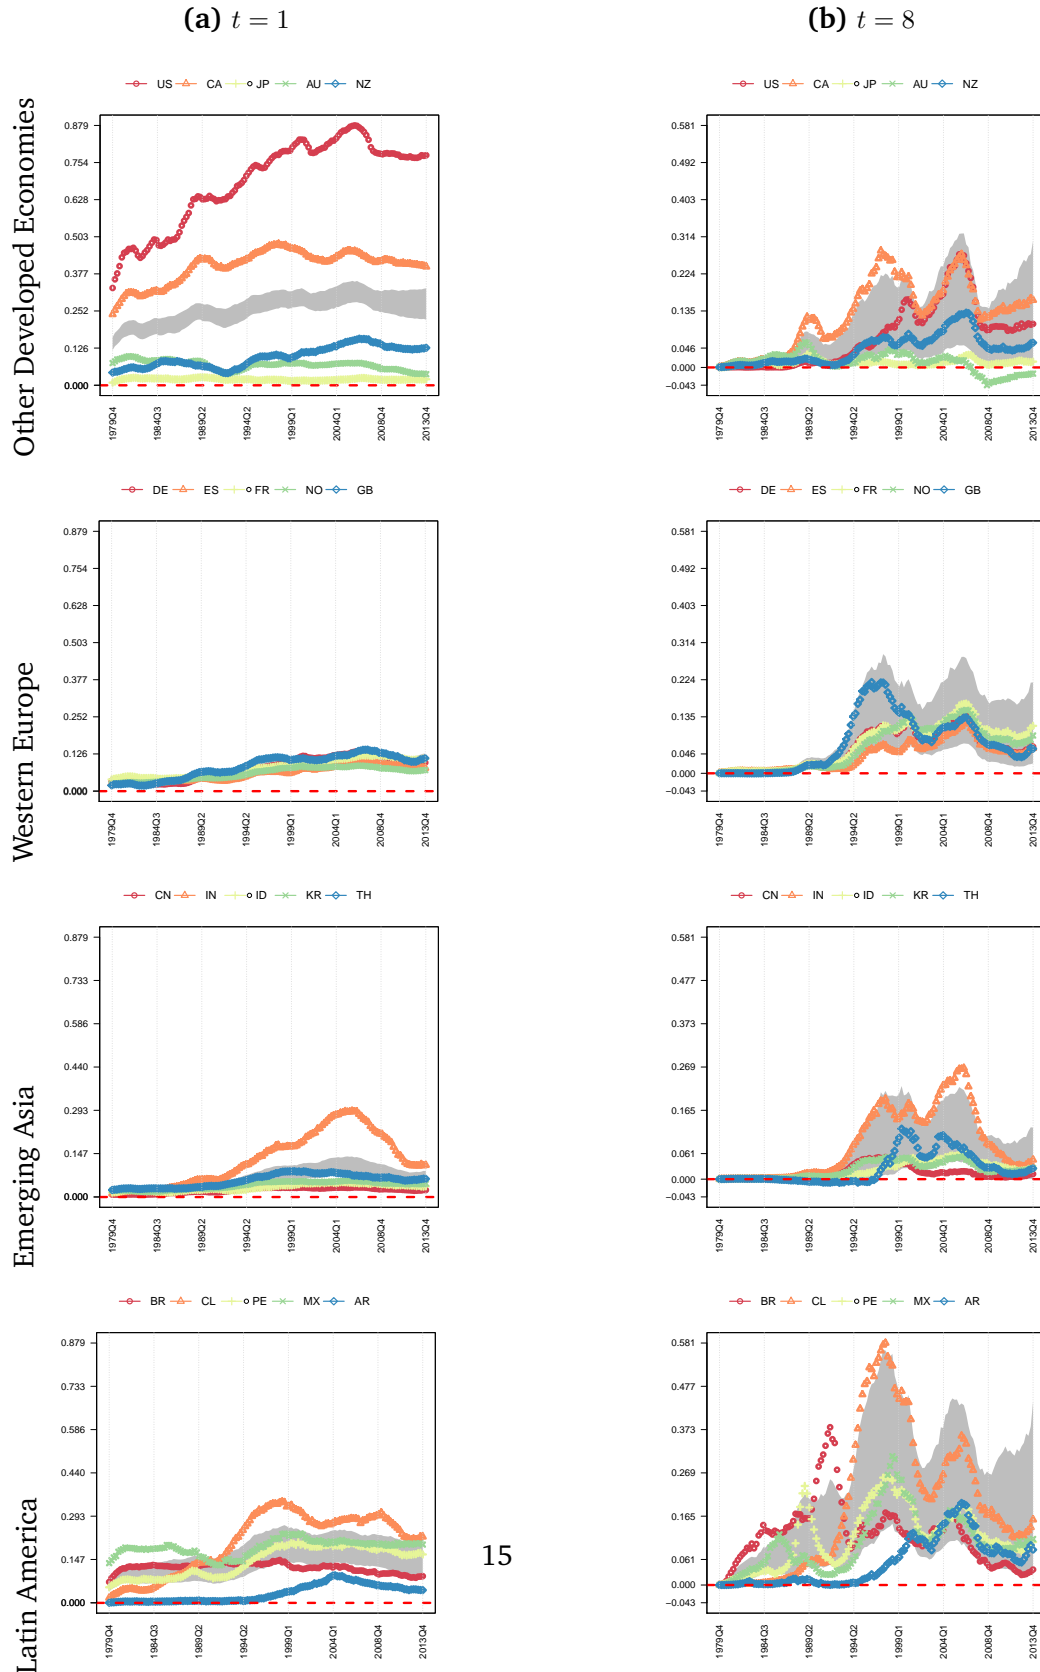 (a) t = 1
(b) t = 8
Other Developed Economies
US CA JP AU NZ
0.879
0.754
0.628
0.503
0.377
0.252
0.126
0.000
1979Q4 1984Q3 1989Q2 1994Q2 1999Q1 2004Q1 2008Q4 2013Q4
US CA JP AU NZ
0.581
0.492
0.403
0.314
0.224
0.135
0.046
0.000
−0.043
1979Q4 1984Q3 1989Q2 1994Q2 1999Q1 2004Q1 2008Q4 2013Q4
Western Europe
DE ES FR NO GB
0.879
0.754
0.628
0.503
0.377
0.252
0.126
0.000
1979Q4 1984Q3 1989Q2 1994Q2 1999Q1 2004Q1 2008Q4 2013Q4
DE ES FR NO GB
0.581
0.492
0.403
0.314
0.224
0.135
0.046
0.000
−0.043
1979Q4 1984Q3 1989Q2 1994Q2 1999Q1 2004Q1 2008Q4 2013Q4
Emerging Asia
CN IN ID KR TH
0.879
0.733
0.586
0.440
0.293
0.147
0.000
1979Q4 1984Q3 1989Q2 1994Q2 1999Q1 2004Q1 2008Q4 2013Q4
CN IN ID KR TH
0.581
0.477
0.373
0.269
0.165
0.061
0.000
−0.043
1979Q4 1984Q3 1989Q2 1994Q2 1999Q1 2004Q1 2008Q4 2013Q4
Latin America
BR CL PE MX AR
0.879
0.733
0.586
0.440
0.293
0.147
0.000
1979Q4 1984Q3 1989Q2 1994Q2 1999Q1 2004Q1 2008Q4 2013Q4
BR CL PE MX AR
0.581
0.477
0.373
0.269
0.165
0.061
0.000
−0.043
1979Q4 1984Q3 1989Q2 1994Q2 1999Q1 2004Q1 2008Q4 2013Q4
15